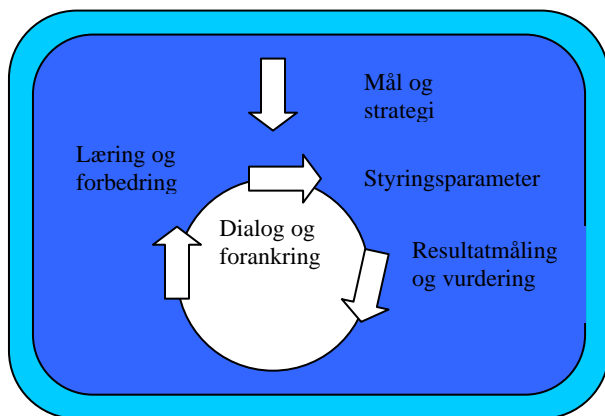 Mål og
strategi
Læring og
forbedring
Styringsparameter
Dialog og
forankring
Resultatmåling
og vurdering